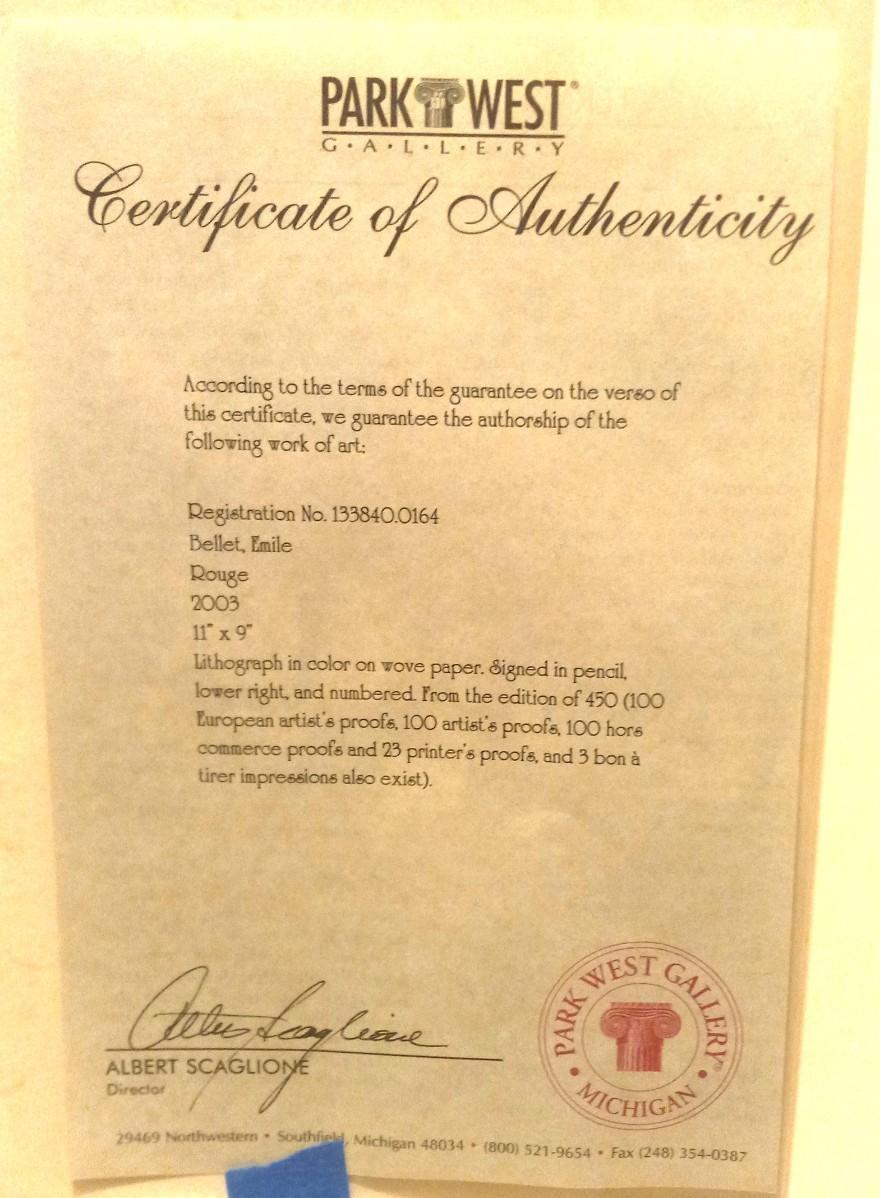 PARK WEST®
G•A•L•L•E•R•Y
Certificate of Authenticity
According to the terms of the guarantee on the verso of
this certificate, we guarantee the authorship of the
following work of art:
Registration No. 133840.0164
Bellet, Emile
Rouge
2003
11" x 9"
Lithograph in color on wove paper. Signed in pencil,
lower right, and numbered. From the edition of 450 (100
European artist's proofs, 100 artist's proofs, 100 hors
commerce proofs and 23 printer's proofs, and 3 bon à
tirer impressions also exist).
Albert Scaglione
ALBERT SCAGLIONE
Director
PARK WEST GALLERY®
• MICHIGAN •
29469 Northwestern • Southfield, Michigan 48034 • (800) 521-9654 • Fax (248) 354-0387